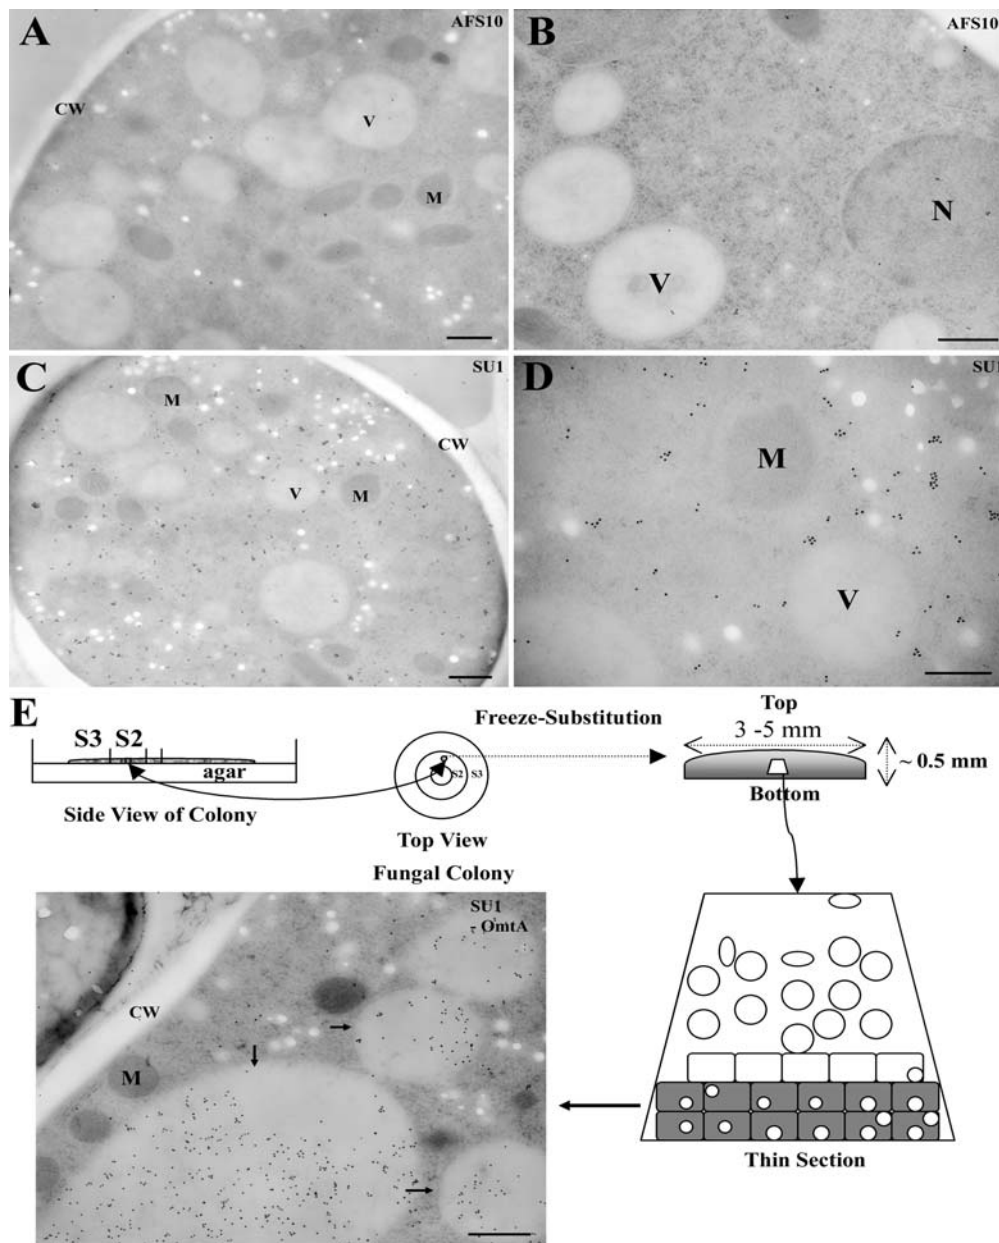 A
AFS10
CW
V
M
B
AFS10
N
V
C
SU1
M
CW
V
M
D
SU1
M
V
E
S3 S2
agar
Side View of Colony
S2 S3
Top View
Fungal Colony
Freeze-Substitution
Top
3 -5 mm
~ 0.5 mm
Bottom
SU1
- OmtA
CW
M
Thin Section